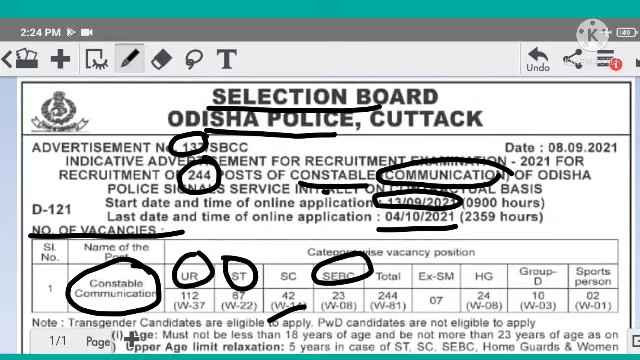 2:24 PM
49
K
Undo
T
SELECTION BOARD
ODISHA POLICE, CUTTACK
ADVERTISEMENT No. 137/SBCC Date : 08.09.2021
INDICATIVE ADVERTISEMENT FOR RECRUITMENT EXAMINATION - 2021 FOR
RECRUITMENT OF 244 POSTS OF CONSTABLE (COMMUNICATION) OF ODISHA
POLICE SIGNALS SERVICE ON CONTRACTUAL BASIS
Start date and time of online application : 13/09/2021 (0900 hours)
D-121 Last date and time of online application : 04/10/2021 (2359 hours)
NO. OF VACANCIES :
Sl. No. Name of the Post Categorywise vacancy position
UR ST SC SEBC Total Ex-SM HG Group-D Sports person
1 Constable Communication 112 (W-37) 67 (W-22) 42 (W-14) 23 (W-08) 244 (W-81) 07 24 (W-08) 10 (W-03) 02 (W-01)
Note : Transgender Candidates are eligible to apply. PwD candidates are not eligible to apply
(i) Age: Must not be less than 18 years of age and not be more than 23 years of age as on
Upper Age limit relaxation: 5 years in case of ST, SC, SEBC, Home Guards & Women
1/1 Page